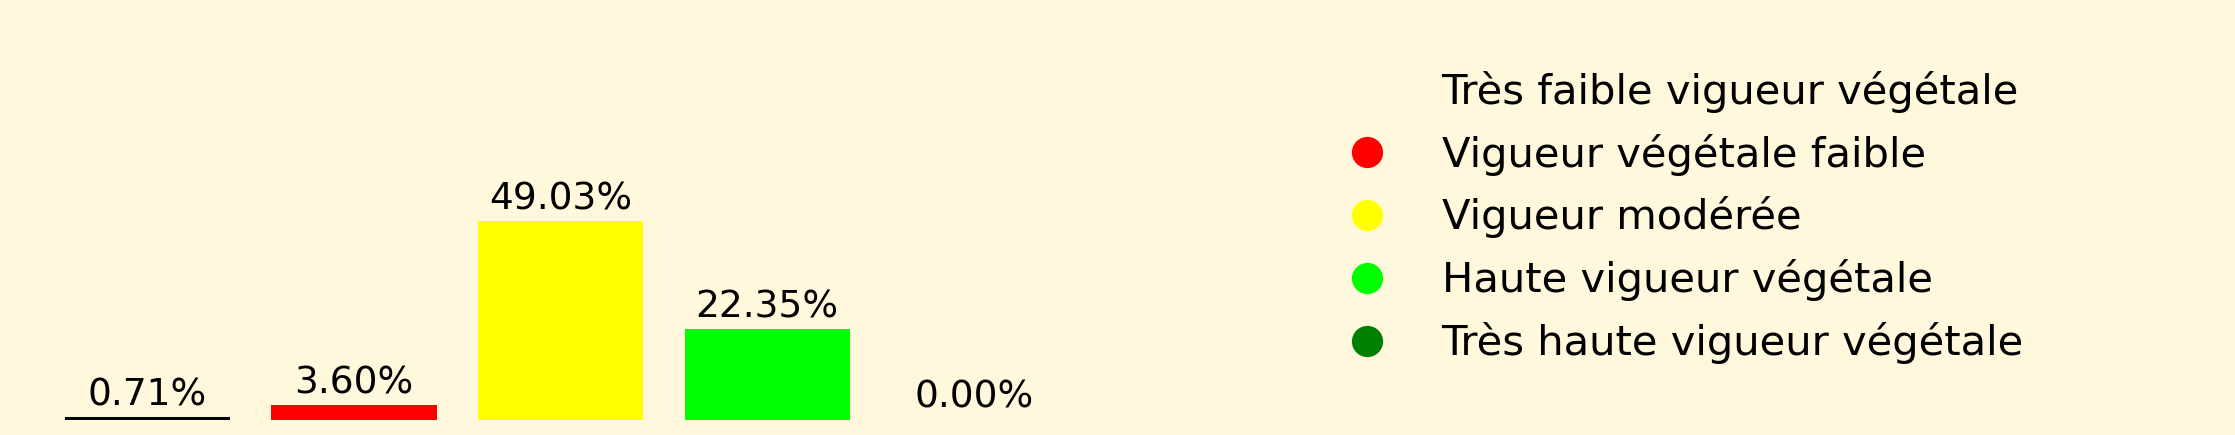 49.03%
22.35%
3.60%
0.71%
0.00%
Très faible vigueur végétale
Vigueur végétale faible
Vigueur modérée
Haute vigueur végétale
Très haute vigueur végétale